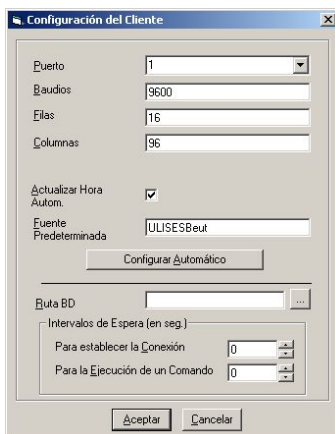 Configuración del Cliente
Puerto 1
Baudios 9600
Filas 16
Columnas 96
Actualizar Hora
Autom.
Fuente
Predeterminada ULISESBeut
Configurar Automático
Ruta BD ...
Intervalos de Espera (en seg.)
Para establecer la Conexión 0
Para la Ejecución de un Comando 0
Aceptar Cancelar